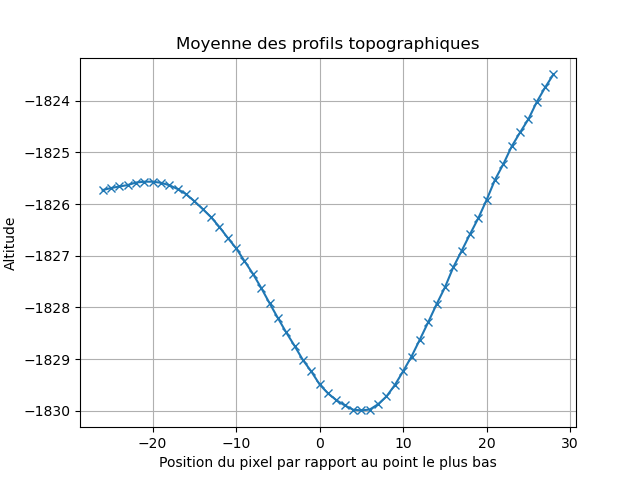 Moyenne des profils topographiques
Altitude
−1824
−1825
−1826
−1827
−1828
−1829
−1830
−20 −10 0 10 20 30
Position du pixel par rapport au point le plus bas